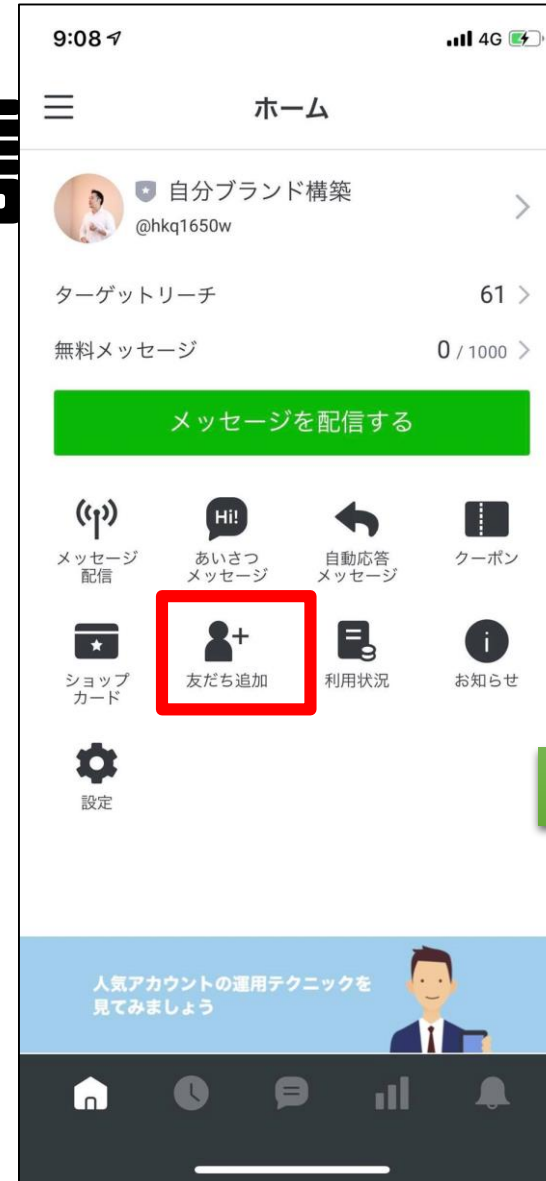 9:08
4G
ホーム
自分ブランド構築
@hkq1650w
ターゲットリーチ
61
無料メッセージ
0 / 1000
メッセージを配信する
メッセージ
配信
Hi!
あいさつ
メッセージ
自動応答
メッセージ
クーポン
ショップ
カード
友だち追加
利用状況
お知らせ
設定
人気アカウントの運用テクニックを
見てみましょう